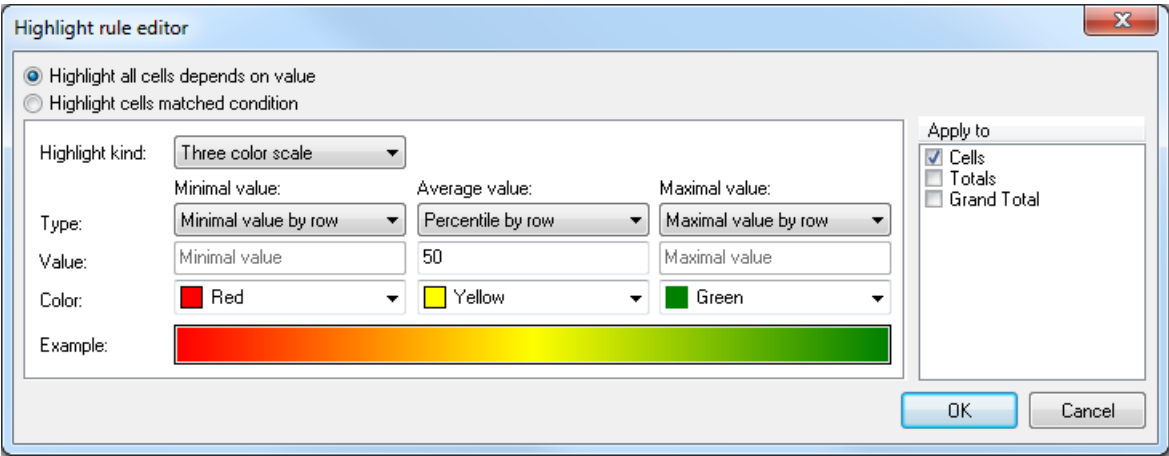 Highlight rule editor
Highlight all cells depends on value
Highlight cells matched condition
Highlight kind: Three color scale
Minimal value: Average value: Maximal value:
Type: Minimal value by row Percentile by row Maximal value by row
Value: Minimal value 50 Maximal value
Color: Red Yellow Green
Example:
Apply to
Cells
Totals
Grand Total
OK Cancel